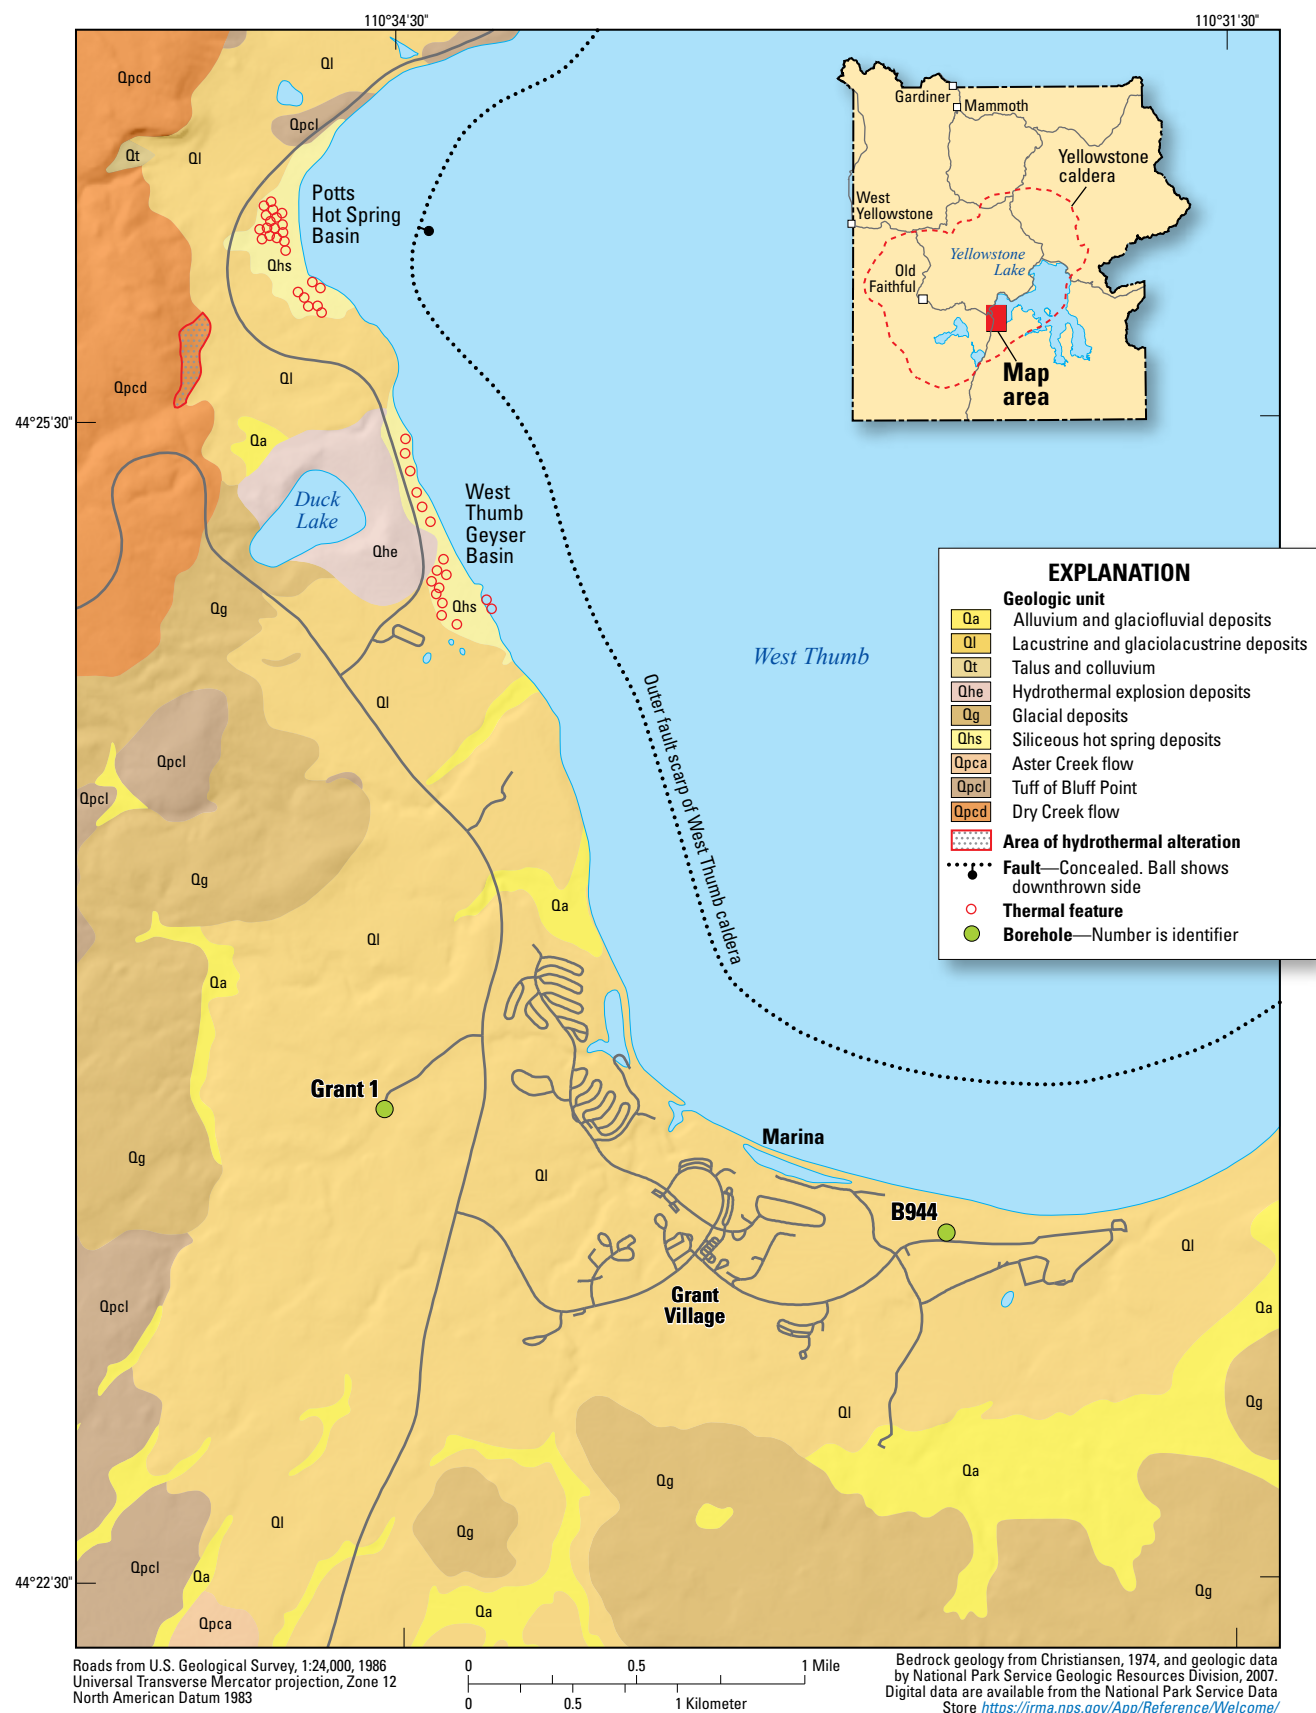 110°34'30"
110°31'30"
Qpcd
Ql
Qpcl
Qt
Ql
Potts
Hot Spring
Basin
Qhs
Gardiner
Mammoth
Yellowstone
caldera
West
Yellowstone
Yellowstone
Lake
Old
Faithful
Map
area
Qpcd
Ql
44°25'30"
Qa
Duck
Lake
Qhe
West
Thumb
Geyser
Basin
Qhs
Qg
West Thumb
Ql
Outer fault scarp of West Thumb caldera
Qpcl
Qpcl
Qg
Qa
Ql
Qa
EXPLANATION
Geologic unit
Qa Alluvium and glaciofluvial deposits
Ql Lacustrine and glaciolacustrine deposits
Qt Talus and colluvium
Qhe Hydrothermal explosion deposits
Qg Glacial deposits
Qhs Siliceous hot spring deposits
Qpca Aster Creek flow
Qpcl Tuff of Bluff Point
Qpcd Dry Creek flow
Area of hydrothermal alteration
Fault—Concealed. Ball shows
downthrown side
Thermal feature
Borehole—Number is identifier
Grant 1
Marina
Qg
Ql
B944
Ql
Grant
Village
Qpcl
Qa
Qg
Ql
Qa
Qg
Ql
Qg
Qpcl
Qa
44°22'30"
Qg
Qa
Qpca
Roads from U.S. Geological Survey, 1:24,000, 1986
Universal Transverse Mercator projection, Zone 12
North American Datum 1983
0 0.5 1 Mile
0 0.5 1 Kilometer
Bedrock geology from Christiansen, 1974, and geologic data
by National Park Service Geologic Resources Division, 2007.
Digital data are available from the National Park Service Data
Store https://irma.nps.gov/App/Reference/Welcome/